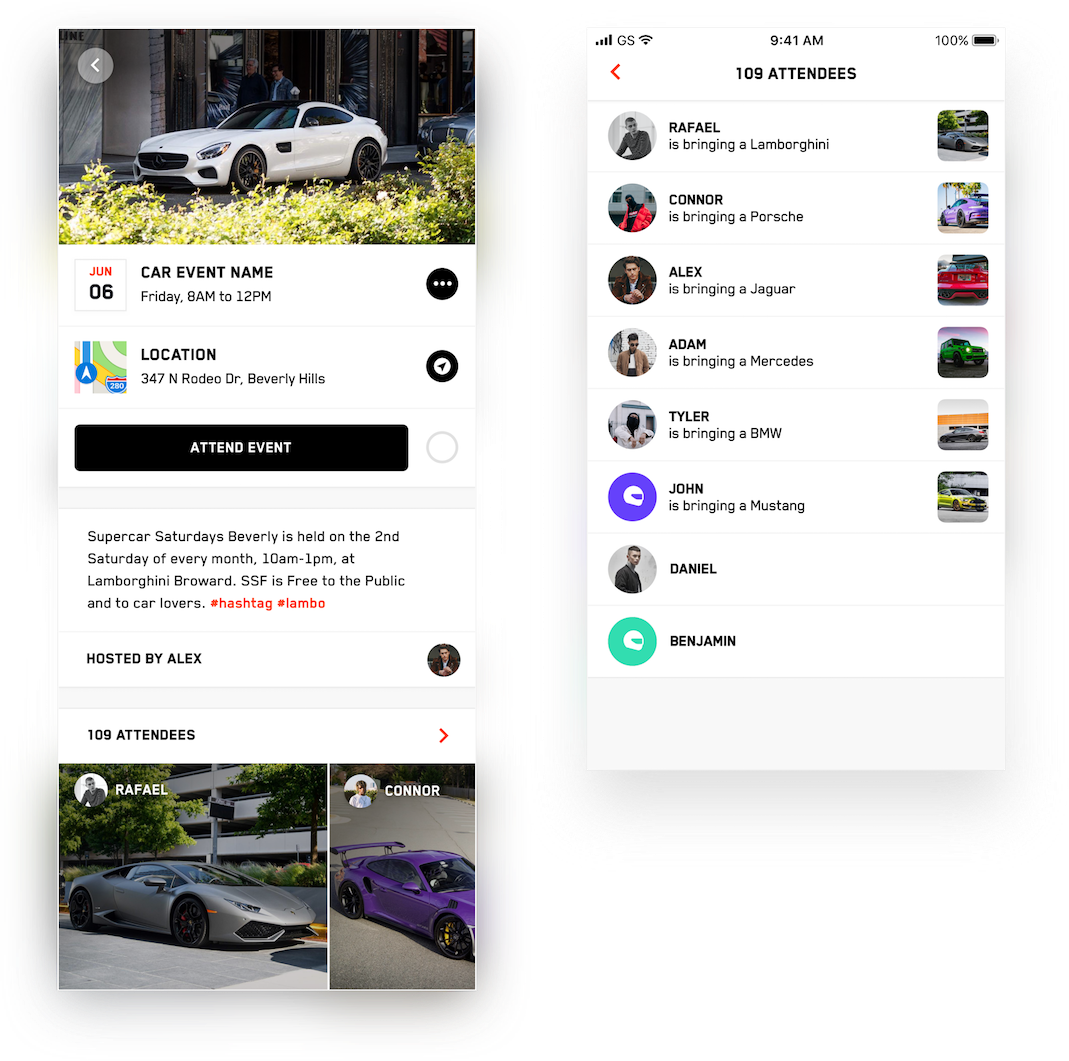 LINE
JUN
06
CAR EVENT NAME
Friday, 8AM to 12PM
280
LOCATION
347 N Rodeo Dr, Beverly Hills
ATTEND EVENT
Supercar Saturdays Beverly is held on the 2nd
Saturday of every month, 10am-1pm, at
Lamborghini Broward. SSF is Free to the Public
and to car lovers. #hashtag #lambo
HOSTED BY ALEX
109 ATTENDEES
RAFAEL
CONNOR
GS
9:41 AM
100%
109 ATTENDEES
RAFAEL
is bringing a Lamborghini
CONNOR
is bringing a Porsche
ALEX
is bringing a Jaguar
ADAM
is bringing a Mercedes
TYLER
is bringing a BMW
JOHN
is bringing a Mustang
DANIEL
BENJAMIN